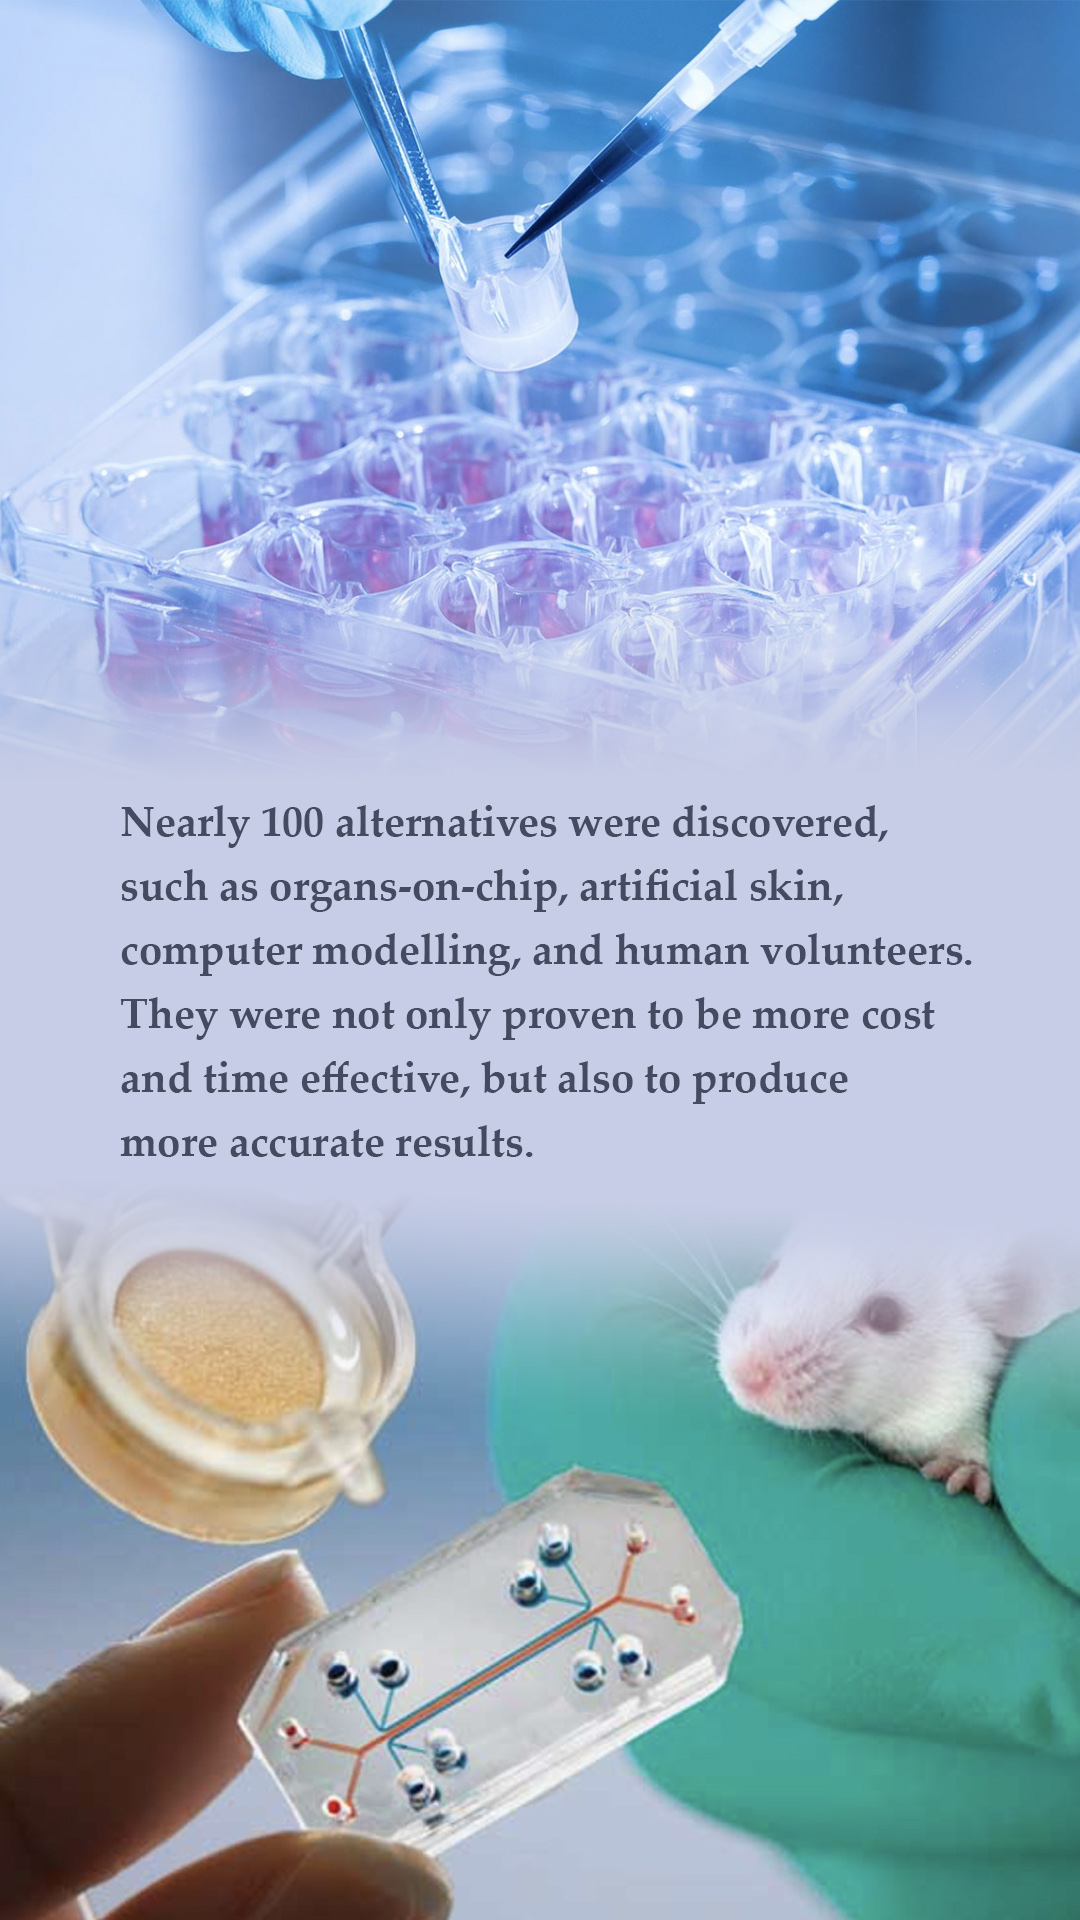 Nearly 100 alternatives were discovered,
such as organs-on-chip, artificial skin,
computer modelling, and human volunteers.
They were not only proven to be more cost
and time effective, but also to produce
more accurate results.